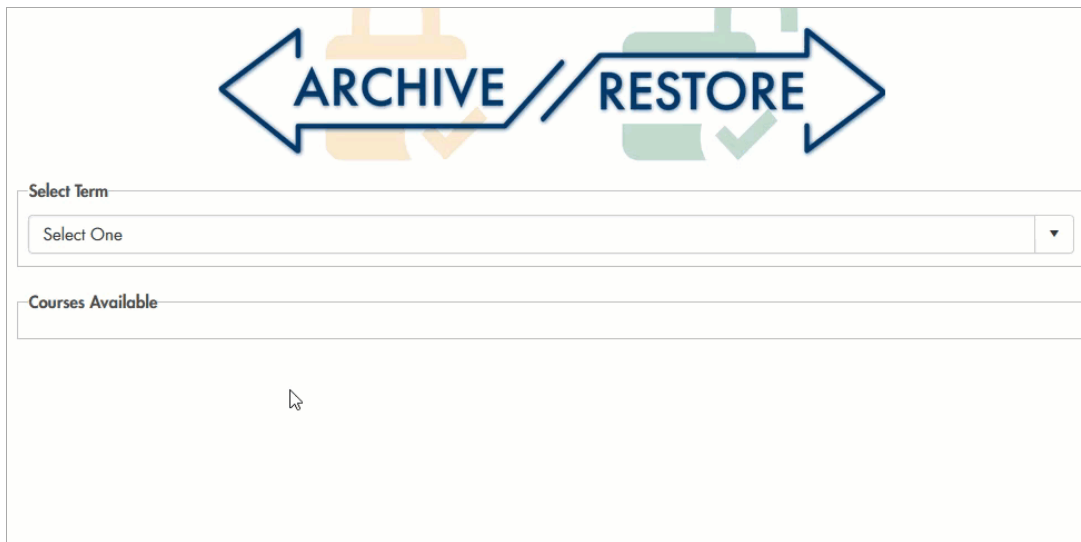 ARCHIVE RESTORE
Select Term
Select One
Courses Available